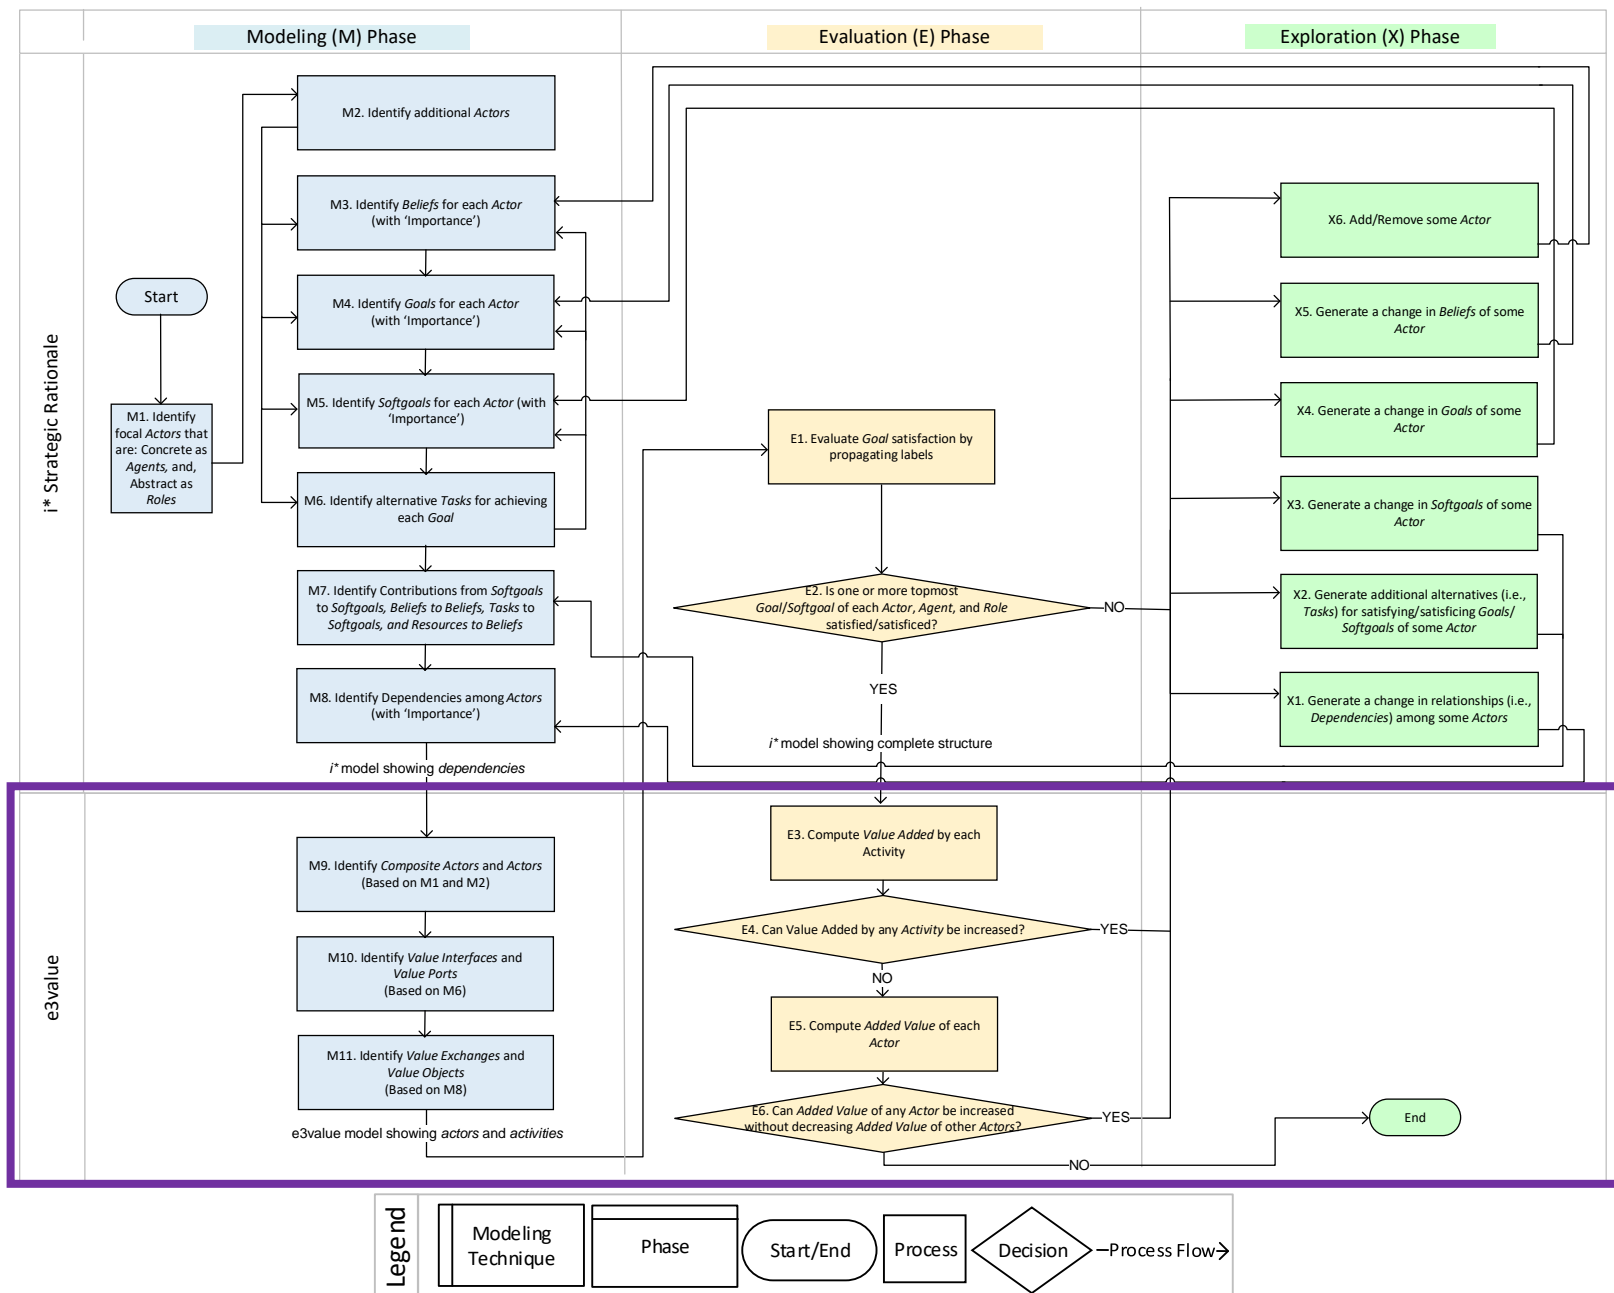 Modeling (M) Phase
Evaluation (E) Phase
Exploration (X) Phase
i* Strategic Rationale
Start
M1. Identify
focal Actors that
are: Concrete as
Agents, and,
Abstract as
Roles
M2. Identify additional Actors
M3. Identify Beliefs for each Actor
(with ‘Importance’)
M4. Identify Goals for each Actor
(with ‘Importance’)
M5. Identify Softgoals for each Actor (with
‘Importance’)
M6. Identify alternative Tasks for achieving
each Goal
M7. Identify Contributions from Softgoals
to Softgoals, Beliefs to Beliefs, Tasks to
Softgoals, and Resources to Beliefs
M8. Identify Dependencies among Actors
(with ‘Importance’)
i* model showing dependencies
E1. Evaluate Goal satisfaction by
propagating labels
E2. Is one or more topmost
Goal/Softgoal of each Actor, Agent, and Role
satisfied/satisficed?
NO
YES
i* model showing complete structure
X6. Add/Remove some Actor
X5. Generate a change in Beliefs of some
Actor
X4. Generate a change in Goals of some
Actor
X3. Generate a change in Softgoals of some
Actor
X2. Generate additional alternatives (i.e.,
Tasks) for satisfying/satisficing Goals/
Softgoals of some Actor
X1. Generate a change in relationships (i.e.,
Dependencies) among some Actors
e3value
M9. Identify Composite Actors and Actors
(Based on M1 and M2)
M10. Identify Value Interfaces and
Value Ports
(Based on M6)
M11. Identify Value Exchanges and
Value Objects
(Based on M8)
e3value model showing actors and activities
E3. Compute Value Added by each
Activity
E4. Can Value Added by any Activity be increased?
YES
NO
E5. Compute Added Value of each
Actor
E6. Can Added Value of any Actor be increased
without decreasing Added Value of other Actors?
YES
NO
End
Legend
Modeling
Technique
Phase
Start/End
Process
Decision
Process Flow